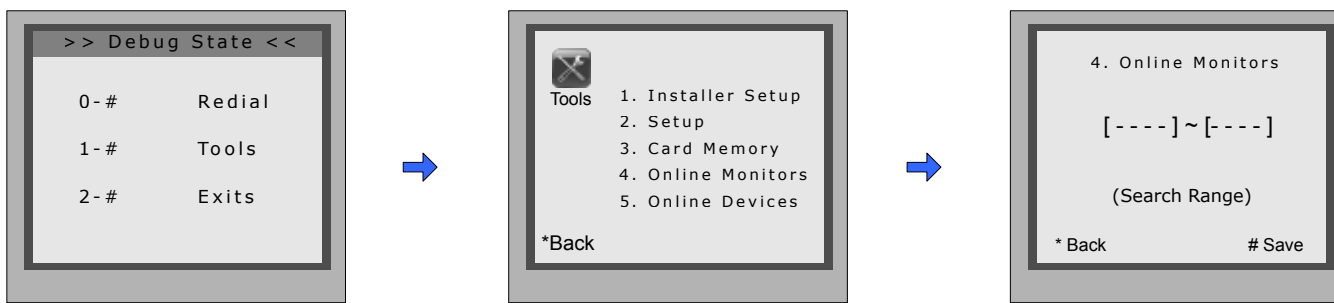 >> Debug State <<
0-# Redial
1-# Tools
2-# Exits
Tools
1. Installer Setup
2. Setup
3. Card Memory
4. Online Monitors
5. Online Devices
*Back
4. Online Monitors
[----]~[----]
(Search Range)
* Back # Save